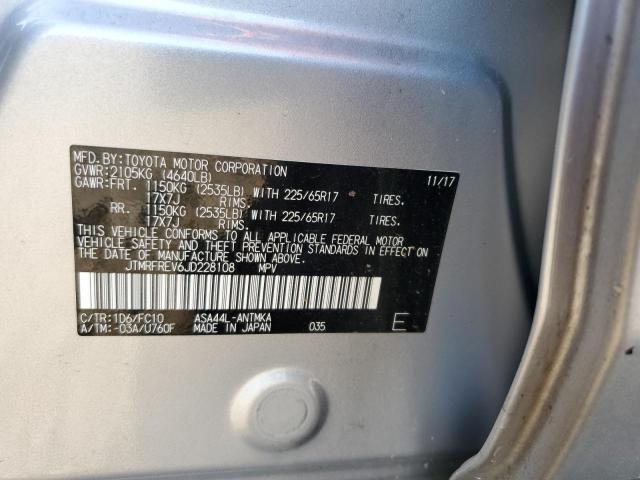 MFD. BY: TOYOTA MOTOR CORPORATION 11/17
GVWR: 2105KG (4640LB)
GAWR: FRT. 1150KG (2535LB) WITH 225/65R17 TIRES.
17X7J RIMS.
RR. 1150KG (2535LB) WITH 225/65R17 TIRES.
17X7J RIMS.
THIS VEHICLE CONFORMS TO ALL APPLICABLE FEDERAL MOTOR
VEHICLE SAFETY AND THEFT PREVENTION STANDARDS IN EFFECT ON
THE DATE OF MANUFACTURE SHOWN ABOVE.
JTMRFREV6JD228108 MPV
C/TR: 1D6/FC10 ASA44L-ANTMKA
A/TM: -03A/U760F MADE IN JAPAN 035 E